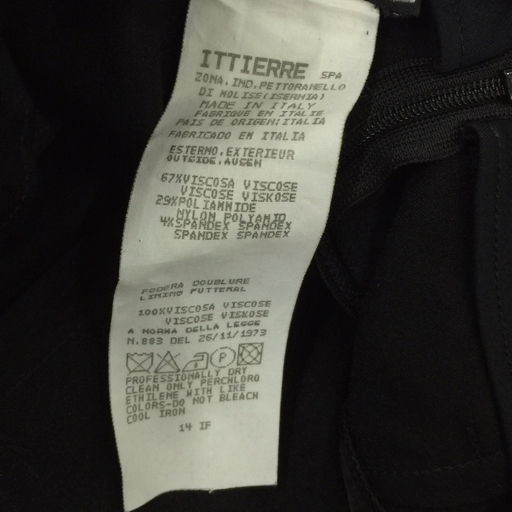 ITTIERRE SPA
ZONA.IND.PETTORANELLO
DI MOLISE(ISERNIA)
MADE IN ITALY
FABRIQUE EN ITALIE
PAIS DE ORIGEN:ITALIA
FABRICADO EN ITALIA
ESTERNO.EXTERIEUR
OUTSIDE.AUSEN
67%VISCOSA VISCOSE
VISCOSE VISKOSE
29%POLIAMMIDE
NYLON POLYAMID
4%SPANDEX SPANDEX
SPANDEX SPANDEX
FODERA DOUBLURE
LINING FUTTERAL
100%VISCOSA VISCOSE
VISCOSE VISKOSE
A NORMA DELLA LEGGE
N.883 DEL 26/11/1973
P
PROFESSIONALLY DRY
CLEAN ONLY PERCHLORO
ETHILENE WITH LIKE
COLORS-DO NOT BLEACH
COOL IRON
14 IF